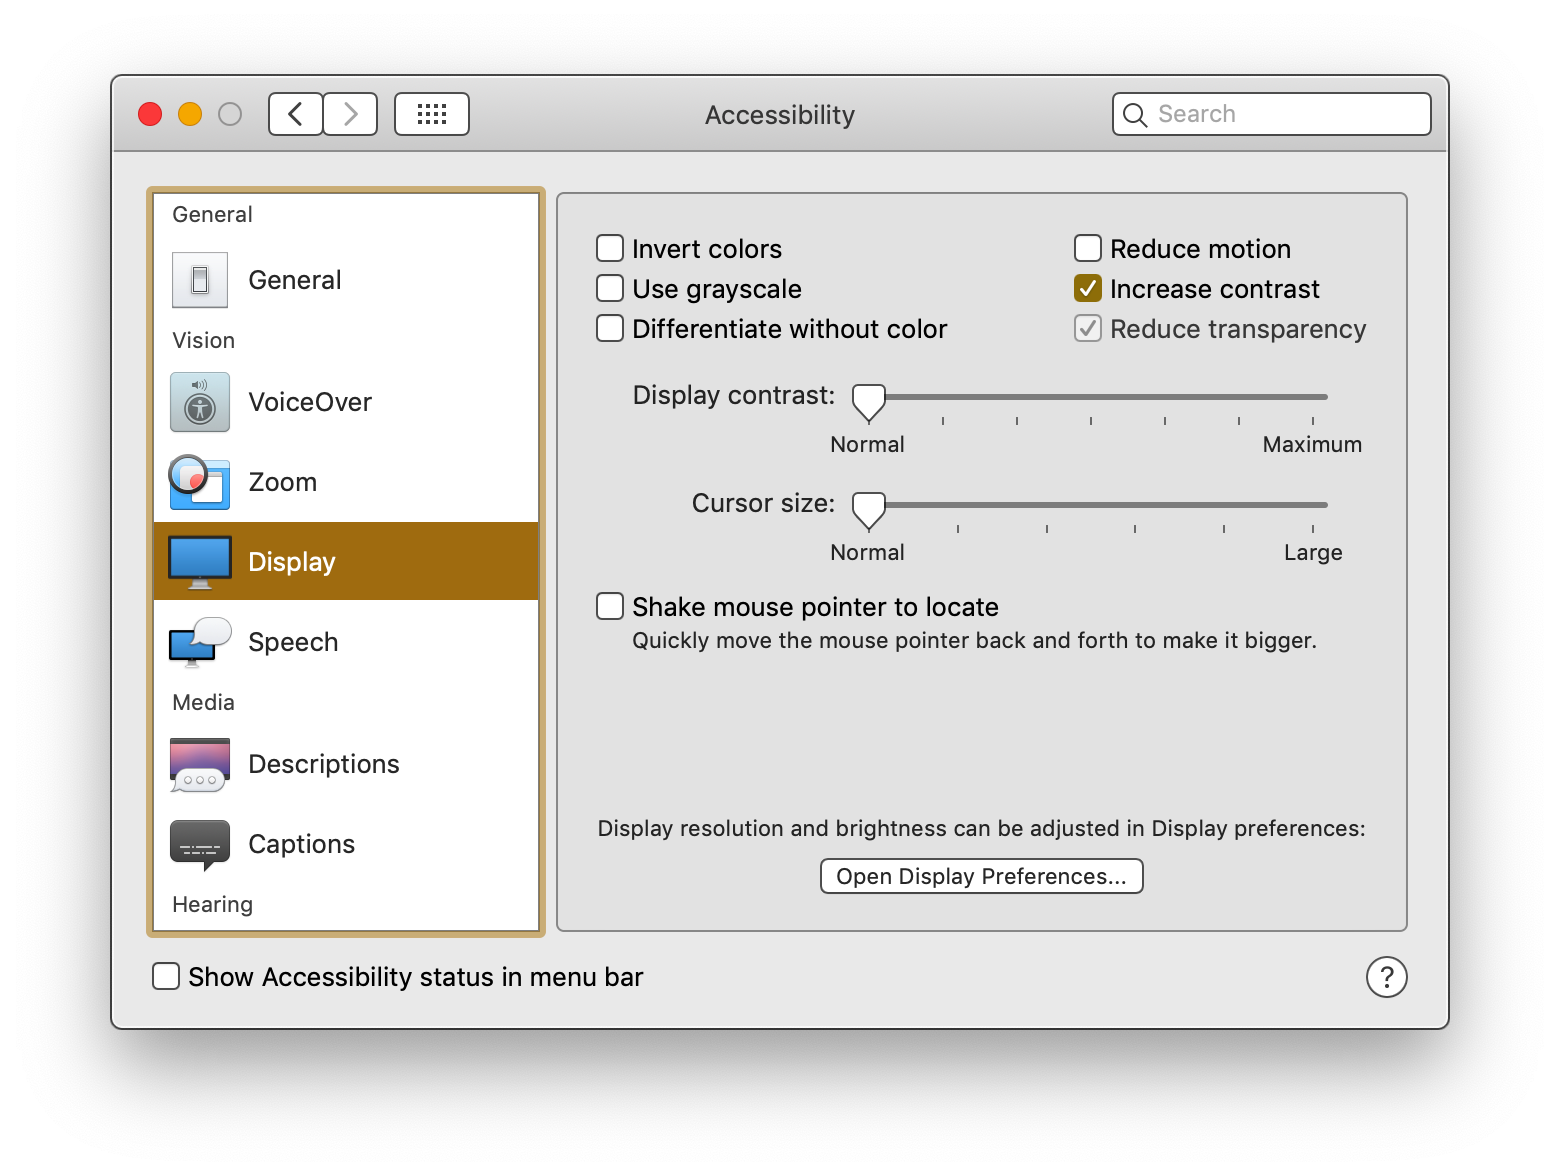 Accessibility
Search
General
General
Vision
VoiceOver
Zoom
Display
Speech
Media
Descriptions
Captions
Hearing
Invert colors
Use grayscale
Differentiate without color
Reduce motion
Increase contrast
Reduce transparency
Display contrast:
Normal Maximum
Cursor size:
Normal Large
Shake mouse pointer to locate
Quickly move the mouse pointer back and forth to make it bigger.
Display resolution and brightness can be adjusted in Display preferences:
Open Display Preferences...
Show Accessibility status in menu bar
?